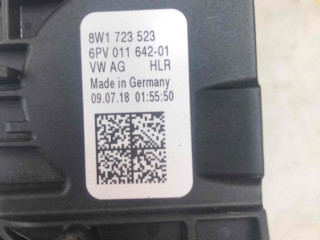 8W1 723 523
6PV 011 642-01
VW AG HLR
Made in Germany
09.07.18 01:55:50